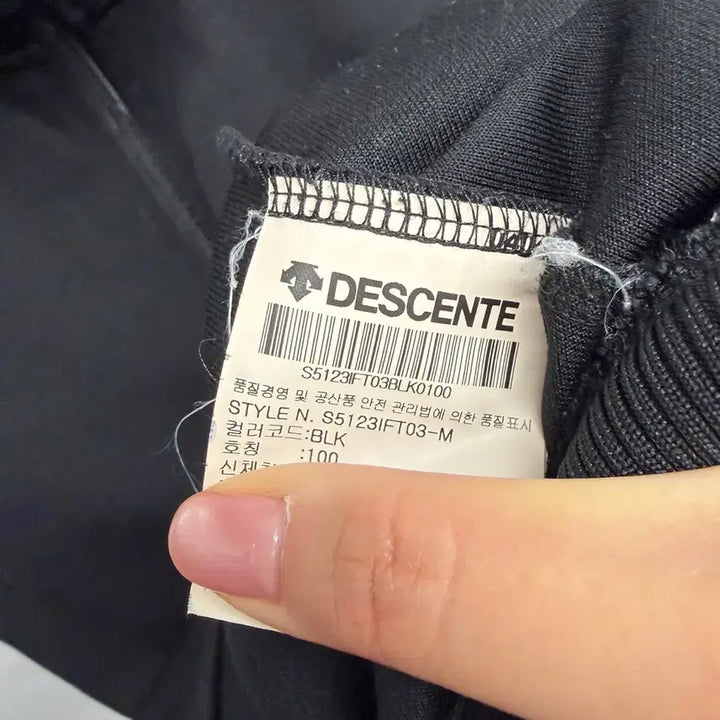 DESCENTE
S5123IFT03BLK0100
품질경영 및 공산품 안전 관리법에 의한 품질표시
STYLE N. S5123IFT03-M
컬러코드:BLK
호칭 :100